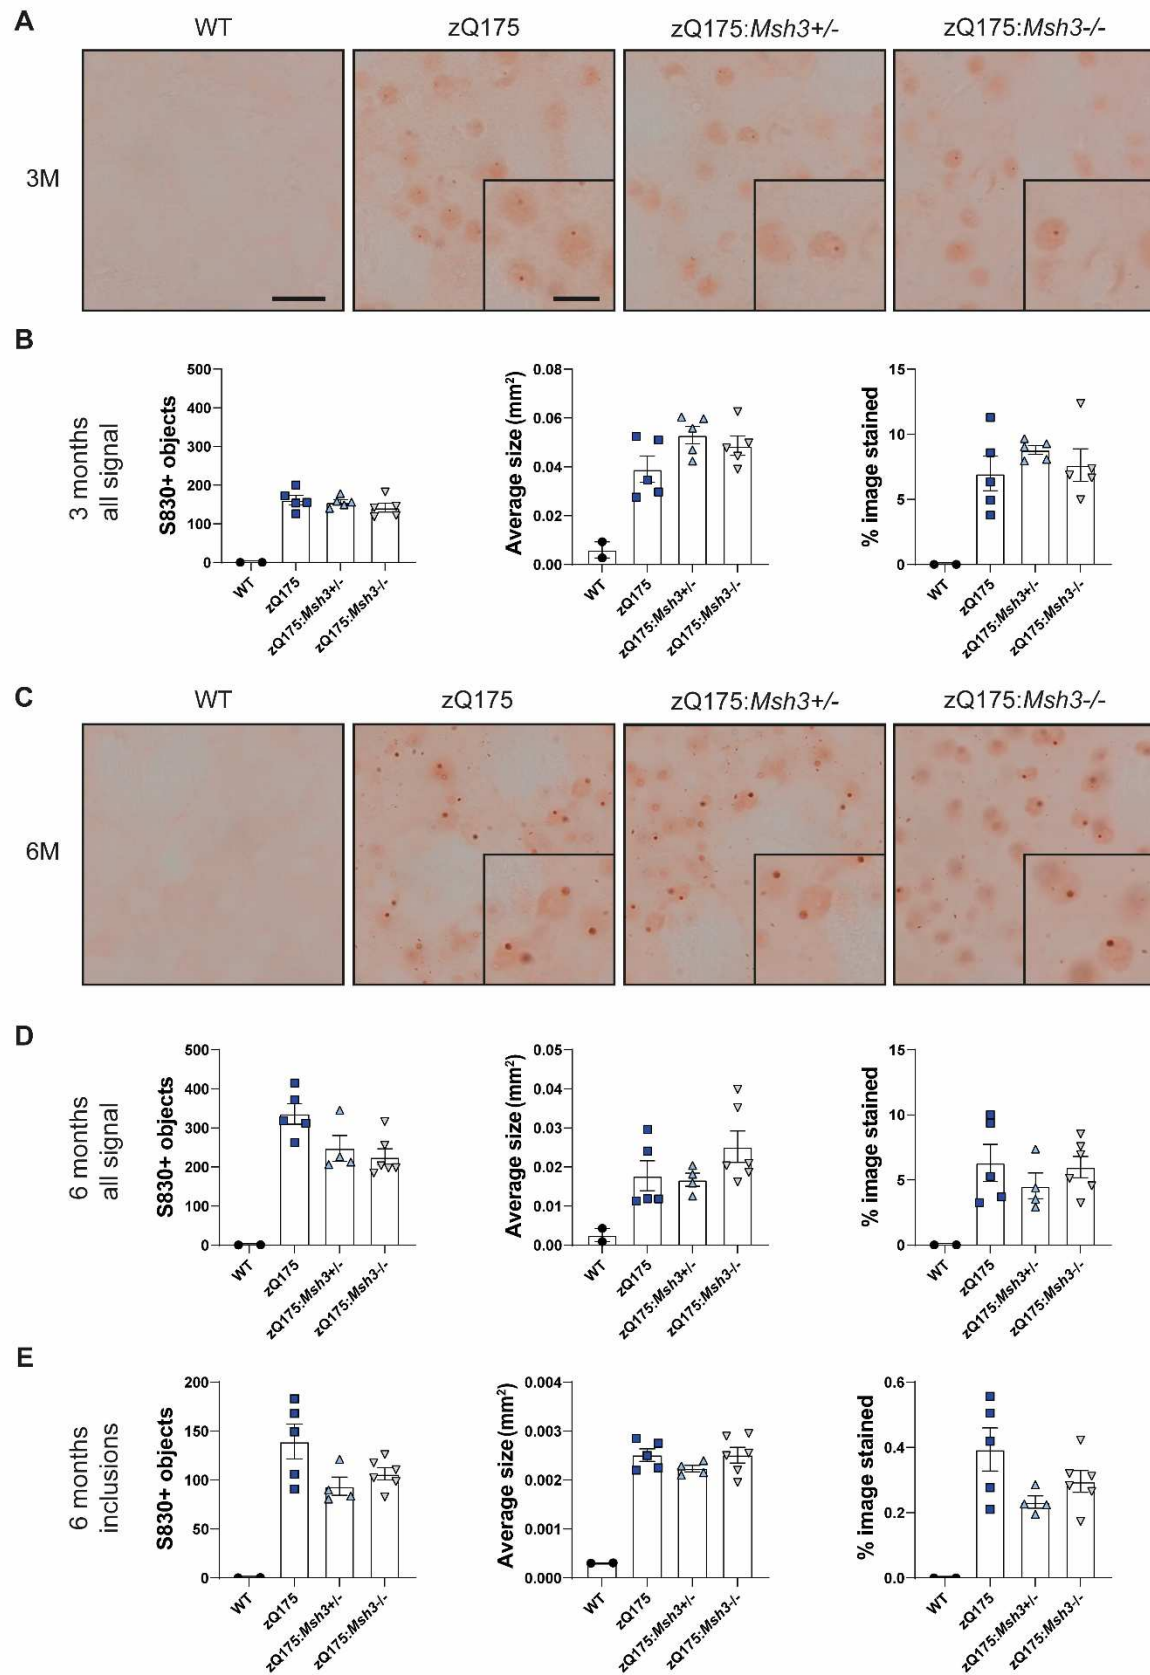 A
WT zQ175 zQ175:Msh3+/- zQ175:Msh3-/-
3M
B
3 months
all signal
S830+ objects
500
400
300
200
100
0
WT
zQ175
zQ175:Msh3+/-
zQ175:Msh3-/-
Average size (mm²)
0.08
0.06
0.04
0.02
0.00
WT
zQ175
zQ175:Msh3+/-
zQ175:Msh3-/-
% image stained
15
10
5
0
WT
zQ175
zQ175:Msh3+/-
zQ175:Msh3-/-
C
WT zQ175 zQ175:Msh3+/- zQ175:Msh3-/-
6M
D
6 months
all signal
S830+ objects
500
400
300
200
100
0
WT
zQ175
zQ175:Msh3+/-
zQ175:Msh3-/-
Average size (mm²)
0.05
0.04
0.03
0.02
0.01
0.00
WT
zQ175
zQ175:Msh3+/-
zQ175:Msh3-/-
% image stained
15
10
5
0
WT
zQ175
zQ175:Msh3+/-
zQ175:Msh3-/-
E
6 months
inclusions
S830+ objects
200
150
100
50
0
WT
zQ175
zQ175:Msh3+/-
zQ175:Msh3-/-
Average size (mm²)
0.004
0.003
0.002
0.001
0.000
WT
zQ175
zQ175:Msh3+/-
zQ175:Msh3-/-
% image stained
0.6
0.4
0.2
0.0
WT
zQ175
zQ175:Msh3+/-
zQ175:Msh3-/-